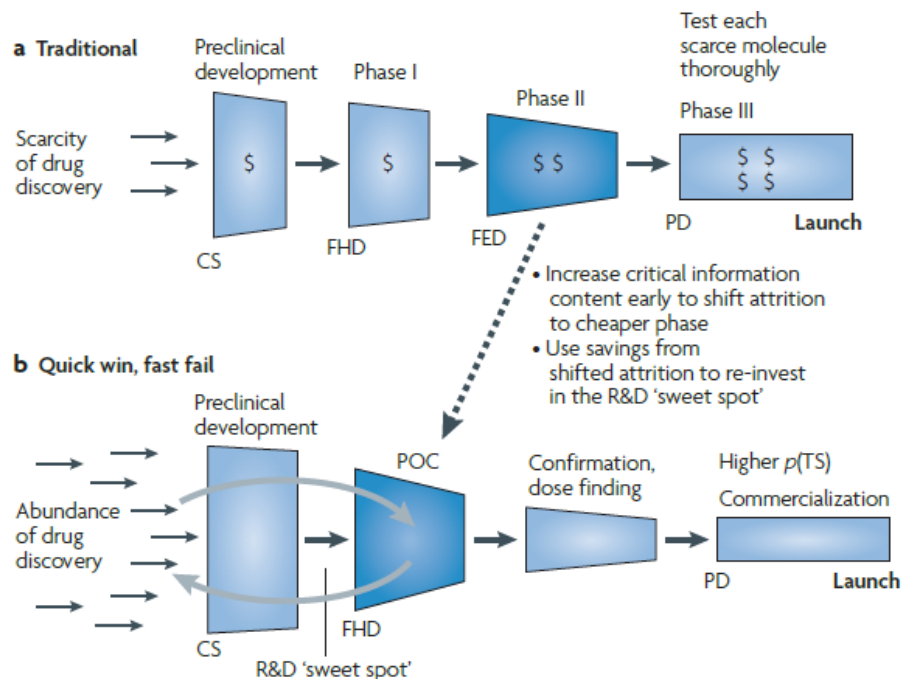 a Traditional
Scarcity
of drug
discovery
Preclinical
development
$
CS
Phase I
$
FHD
Phase II
$ $
FED
Test each
scarce molecule
thoroughly
Phase III
$ $
$ $
PD
Launch
• Increase critical information
content early to shift attrition
to cheaper phase
• Use savings from
shifted attrition to re-invest
in the R&D ‘sweet spot’
b Quick win, fast fail
Abundance
of drug
discovery
Preclinical
development
CS
R&D ‘sweet spot’
POC
FHD
Confirmation,
dose finding
Higher p(TS)
Commercialization
PD
Launch